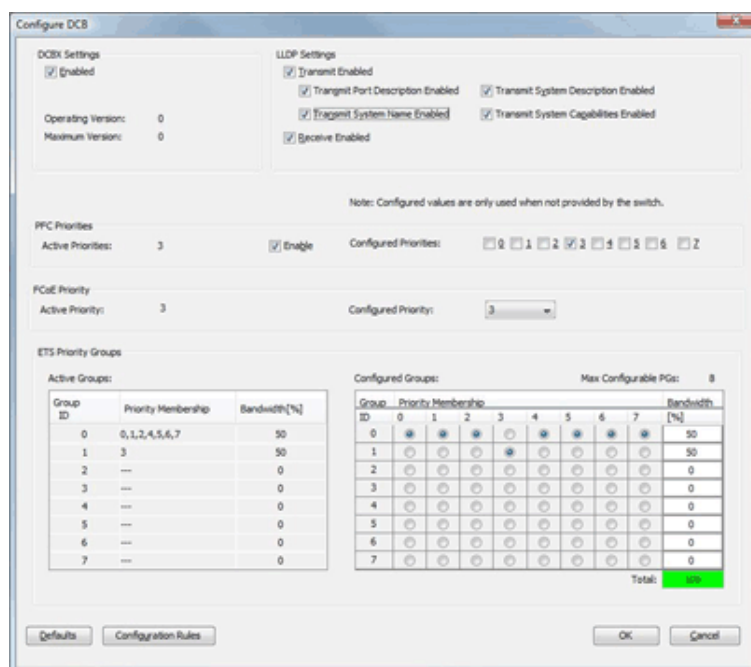 Configure DCB
DCBX Settings
Enabled
Operating Version: 0
Maximum Version: 0
LLDP Settings
Transmit Enabled
Transmit Port Description Enabled
Transmit System Description Enabled
Transmit System Name Enabled
Transmit System Capabilities Enabled
Receive Enabled
Note: Configured values are only used when not provided by the switch.
PFC Priorities
Active Priorities: 3
Enable
Configured Priorities: 0 1 2 3 4 5 6 7
FCoE Priority
Active Priority: 3
Configured Priority: 3
ETS Priority Groups
Active Groups:
Group ID Priority Membership Bandwidth[%]
0 0,1,2,4,5,6,7 50
1 3 50
2 --- 0
3 --- 0
4 --- 0
5 --- 0
6 --- 0
7 --- 0
Configured Groups: Max Configurable PGs: 8
Group Priority Membership Bandwidth
ID 0 1 2 3 4 5 6 7 [%]
0 50
1 50
2 0
3 0
4 0
5 0
6 0
7 0
Total: 100
Defaults Configuration Rules OK Cancel